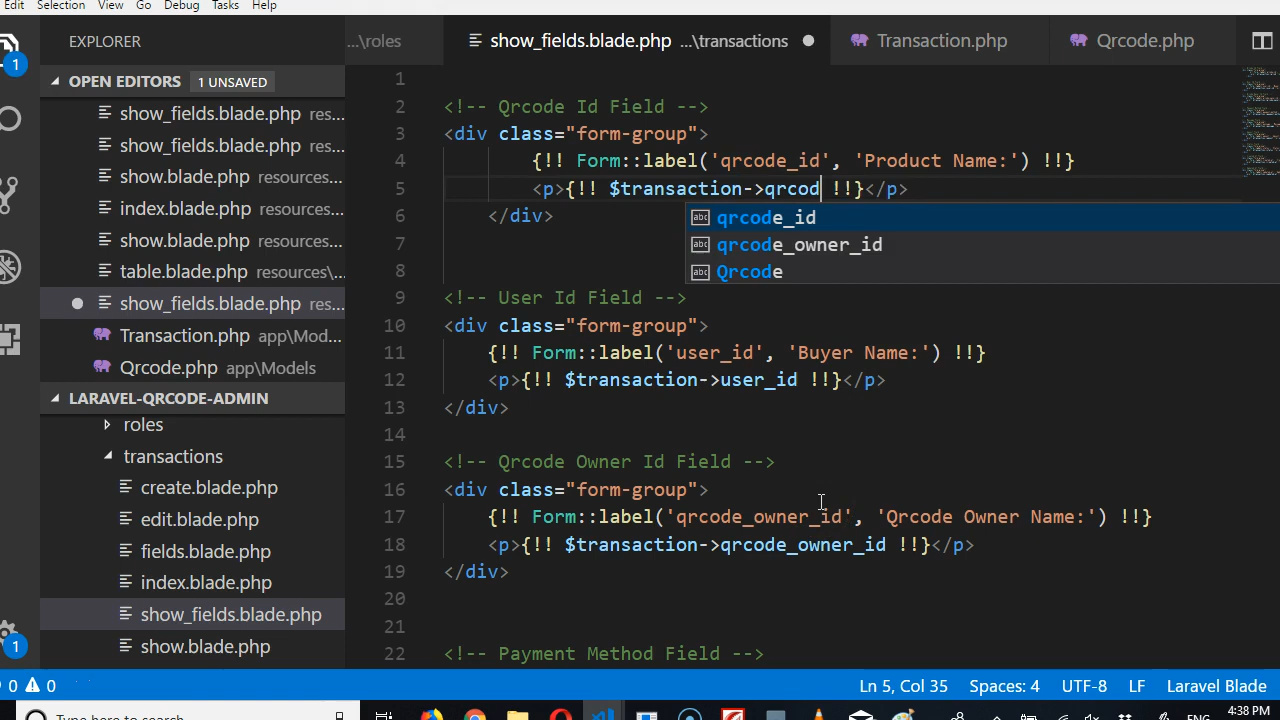 Edit Selection View Go Debug Tasks Help
EXPLORER
...\roles
show_fields.blade.php ...\transactions
Transaction.php
Qrcode.php
1
OPEN EDITORS 1 UNSAVED
show_fields.blade.php res...
show_fields.blade.php res...
show.blade.php resources...
index.blade.php resources...
show.blade.php resources...
table.blade.php resources\...
show_fields.blade.php res...
Transaction.php app\Mod...
Qrcode.php app\Models
LARAVEL-QRCODE-ADMIN
roles
transactions
create.blade.php
edit.blade.php
fields.blade.php
index.blade.php
show_fields.blade.php
show.blade.php
1
1
2 <!-- Qrcode Id Field -->
3 <div class="form-group">
4 {!! Form::label('qrcode_id', 'Product Name:') !!}
5 <p>{!! $transaction->qrcod !!}</p>
6 </div>
7
8
qrcode_id
qrcode_owner_id
Qrcode
9 <!-- User Id Field -->
10 <div class="form-group">
11 {!! Form::label('user_id', 'Buyer Name:') !!}
12 <p>{!! $transaction->user_id !!}</p>
13 </div>
14
15 <!-- Qrcode Owner Id Field -->
16 <div class="form-group">
17 {!! Form::label('qrcode_owner_id', 'Qrcode Owner Name:') !!}
18 <p>{!! $transaction->qrcode_owner_id !!}</p>
19 </div>
20
21
22 <!-- Payment Method Field -->
0 0 Ln 5, Col 35 Spaces: 4 UTF-8 LF Laravel Blade
Type here to search
ENG
4:38 PM